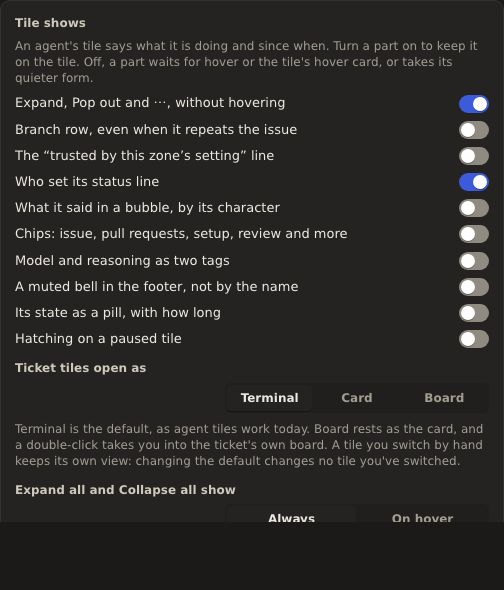 Tile shows
An agent's tile says what it is doing and since when. Turn a part on to keep it
on the tile. Off, a part waits for hover or the tile's hover card, or takes its
quieter form.
Expand, Pop out and ···, without hovering
Branch row, even when it repeats the issue
The “trusted by this zone’s setting” line
Who set its status line
What it said in a bubble, by its character
Chips: issue, pull requests, setup, review and more
Model and reasoning as two tags
A muted bell in the footer, not by the name
Its state as a pill, with how long
Hatching on a paused tile
Ticket tiles open as
Terminal Card Board
Terminal is the default, as agent tiles work today. Board rests as the card, and
a double-click takes you into the ticket's own board. A tile you switch by hand
keeps its own view: changing the default changes no tile you've switched.
Expand all and Collapse all show
Always On hover